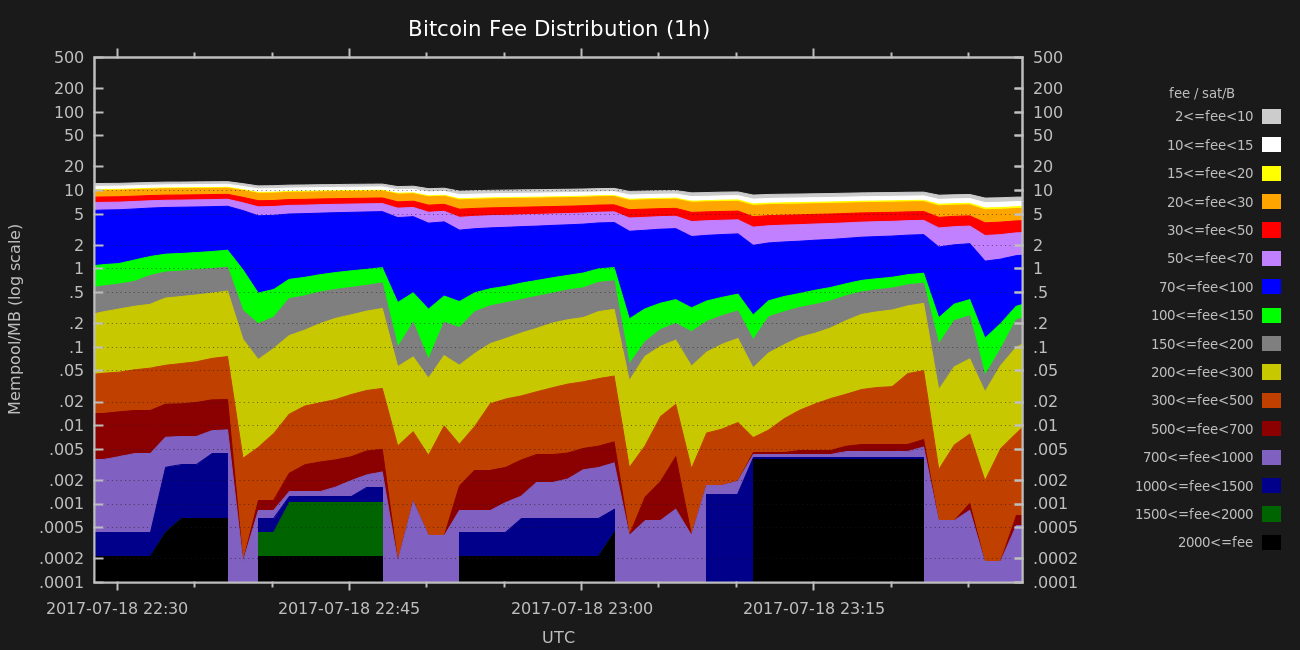 Bitcoin Fee Distribution (1h)
Mempool/MB (log scale)
500
200
100
50
20
10
5
2
1
.5
.2
.1
.05
.02
.01
.005
.002
.001
.0005
.0002
.0001
500
200
100
50
20
10
5
2
1
.5
.2
.1
.05
.02
.01
.005
.002
.001
.0005
.0002
.0001
2017-07-18 22:30
2017-07-18 22:45
2017-07-18 23:00
2017-07-18 23:15
UTC
fee / sat/B
2<=fee<10
10<=fee<15
15<=fee<20
20<=fee<30
30<=fee<50
50<=fee<70
70<=fee<100
100<=fee<150
150<=fee<200
200<=fee<300
300<=fee<500
500<=fee<700
700<=fee<1000
1000<=fee<1500
1500<=fee<2000
2000<=fee